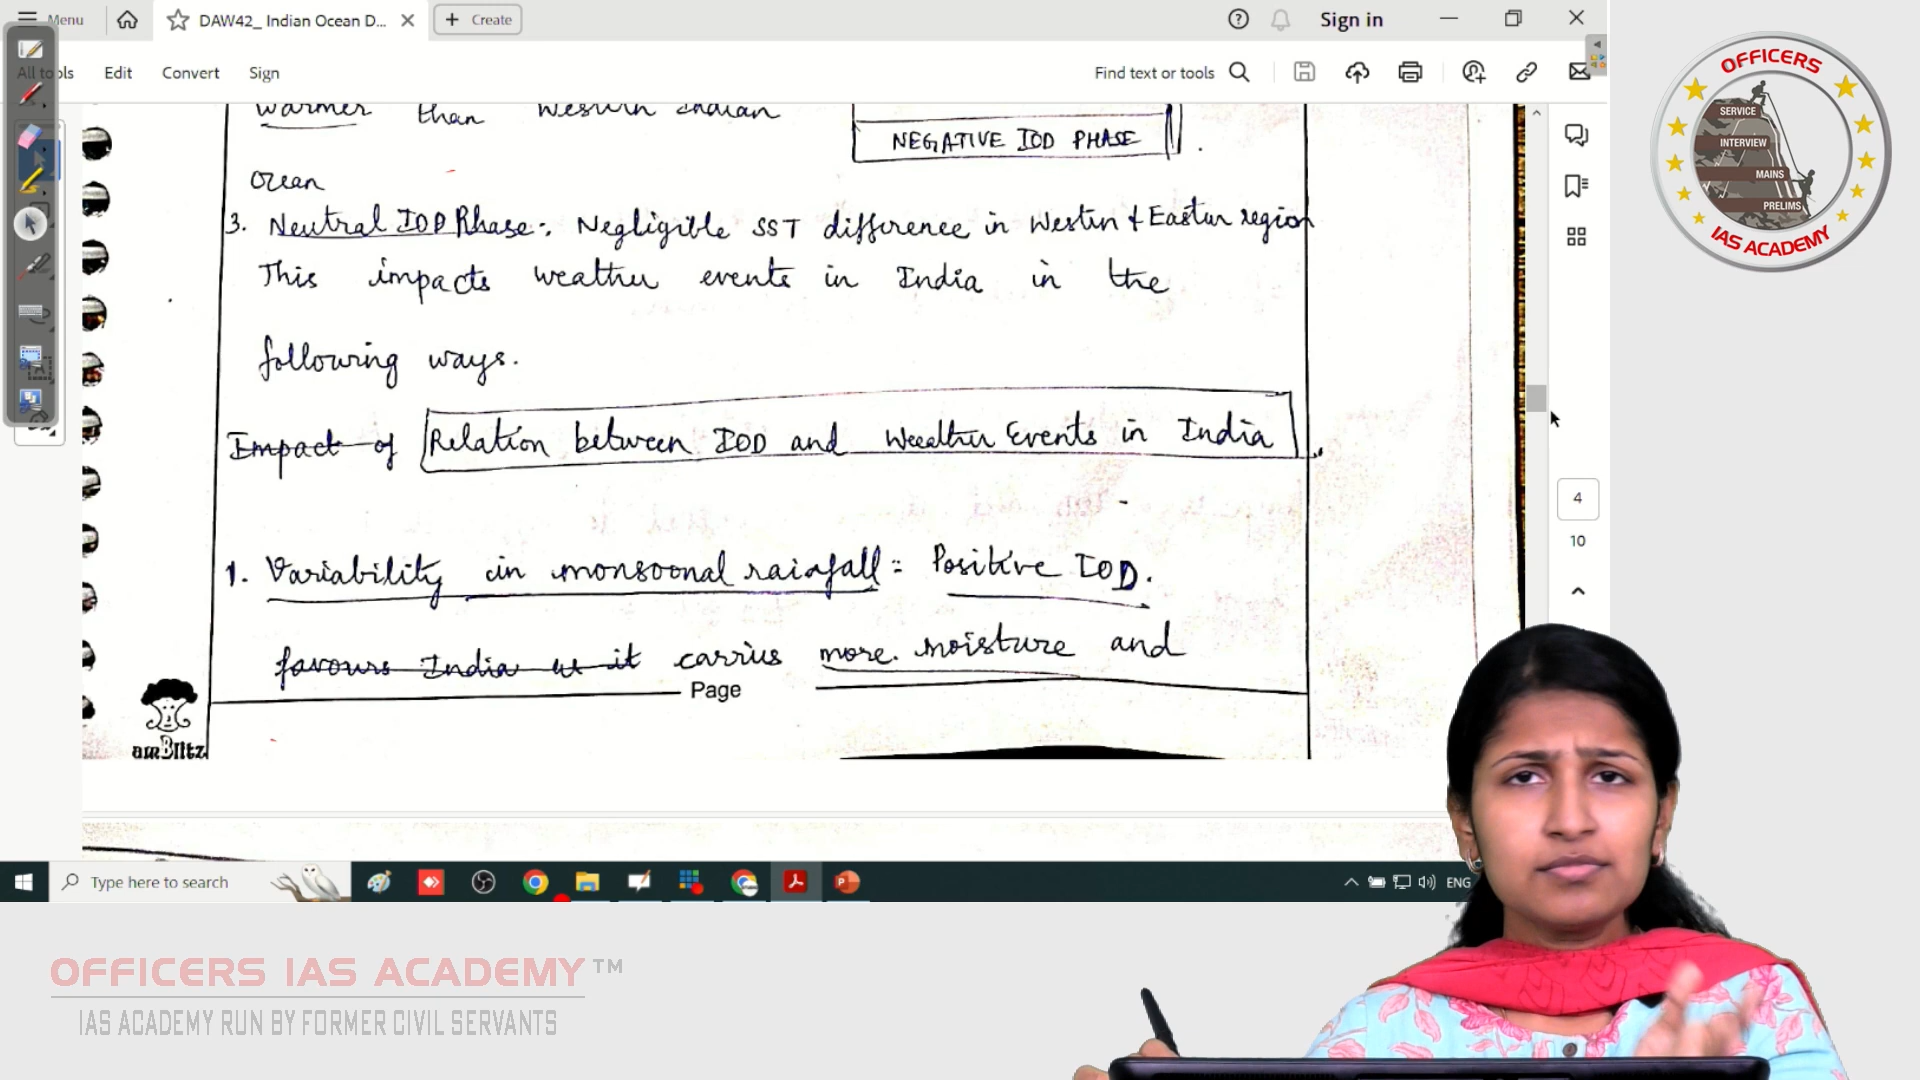 Menu
DAW42_ Indian Ocean D...
Create
Sign in
All tools
Edit
Convert
Sign
Find text or tools
warmer than Western Indian
NEGATIVE IOD PHASE
Ocean
3. Neutral IOD Phase:. Negligible SST difference in Western & Eastern region
This impacts weather events in India in the
following ways.
Impact of Relation between IOD and Weather Events in India
1. Variability in monsoonal rainfall: Positive IOD.
favours India as it carries more moisture and
Page
amBlitz
4
10
Type here to search
ENG
OFFICERS
SERVICE
INTERVIEW
MAINS
PRELIMS
IAS ACADEMY
OFFICERS IAS ACADEMY™
IAS ACADEMY RUN BY FORMER CIVIL SERVANTS